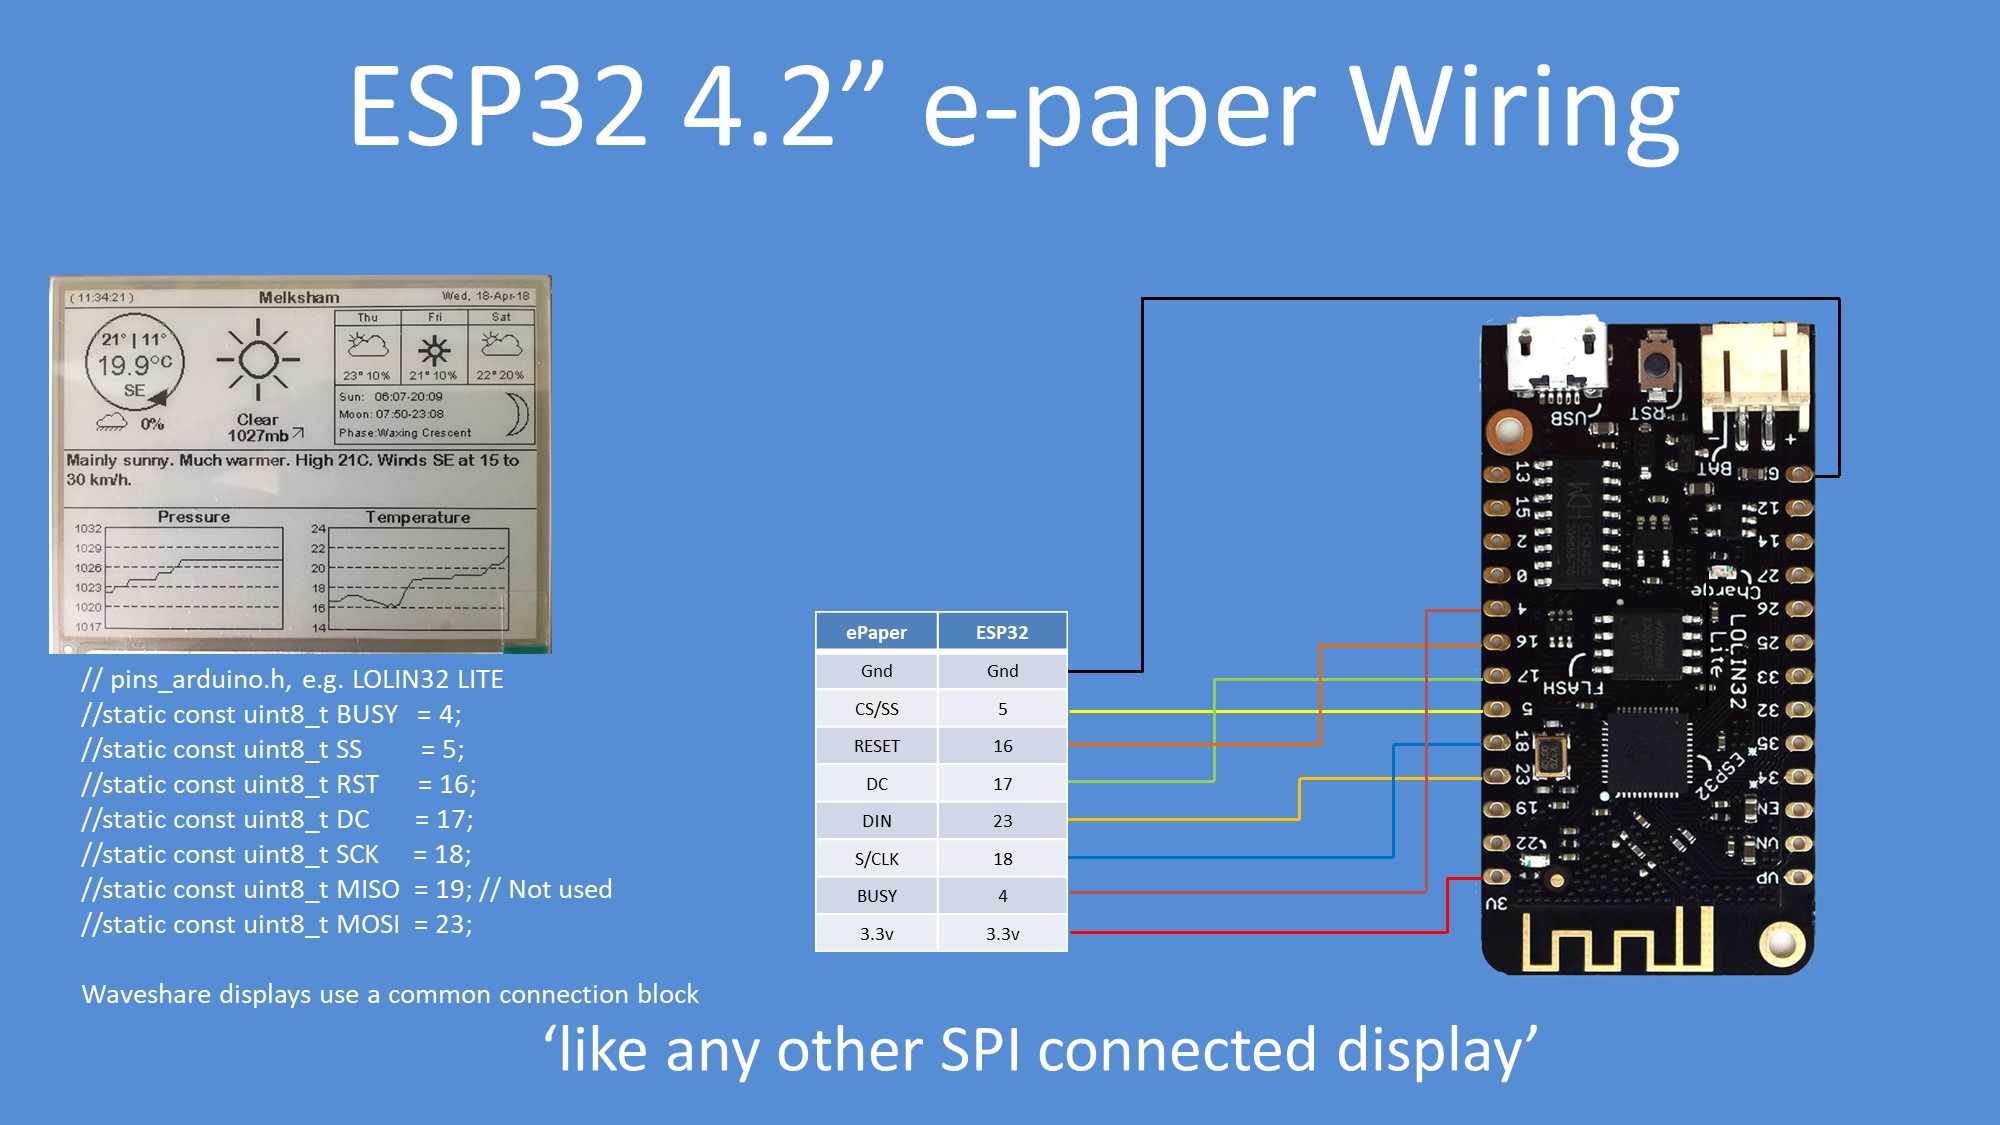 ESP32 4.2” e-paper Wiring
( 11:34:21 ) Melksham Wed, 18-Apr-18
21° | 11°
19.9°C
SE
0%
Clear
1027mb
Thu Fri Sat
23° 10% 21° 10% 22° 20%
Sun: 06:07-20:09
Moon: 07:50-23:08
Phase:Waxing Crescent
Mainly sunny. Much warmer. High 21C. Winds SE at 15 to
30 km/h.
Pressure
1032
1029
1026
1023
1020
1017
Temperature
24
22
20
18
16
14
// pins_arduino.h, e.g. LOLIN32 LITE
//static const uint8_t BUSY = 4;
//static const uint8_t SS = 5;
//static const uint8_t RST = 16;
//static const uint8_t DC = 17;
//static const uint8_t SCK = 18;
//static const uint8_t MISO = 19; // Not used
//static const uint8_t MOSI = 23;
Waveshare displays use a common connection block
ePaper ESP32
Gnd Gnd
CS/SS 5
RESET 16
DC 17
DIN 23
S/CLK 18
BUSY 4
3.3v 3.3v
USB
RST
- +
BAT
13
15
2
0
4
16
17
5
18
23
19
22
3V
G
12
14
27
26
25
33
32
35
34
EN
VN
VP
Charge
LOLIN32
Lite
FLASH
ESP32
‘like any other SPI connected display’